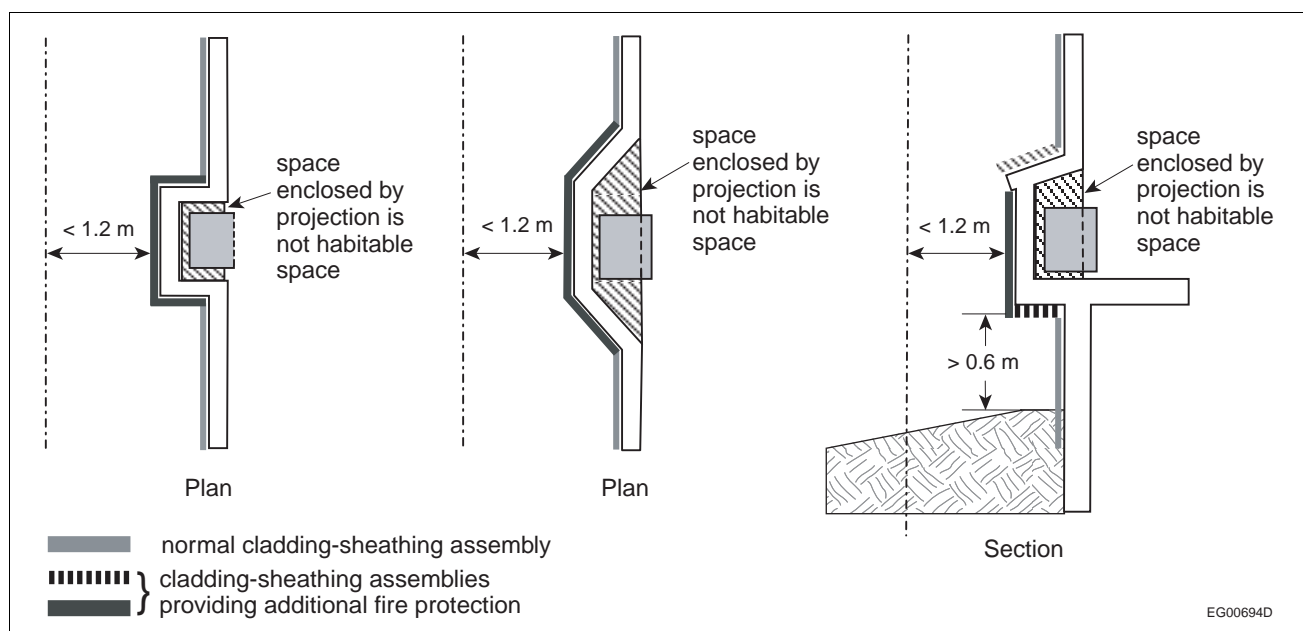 space
enclosed by
projection is
not habitable
space
< 1.2 m
Plan
space
enclosed by
projection is
not habitable
space
< 1.2 m
Plan
space
enclosed by
projection is
not habitable
space
< 1.2 m
> 0.6 m
Section
normal cladding-sheathing assembly
cladding-sheathing assemblies
providing additional fire protection
EG00694D